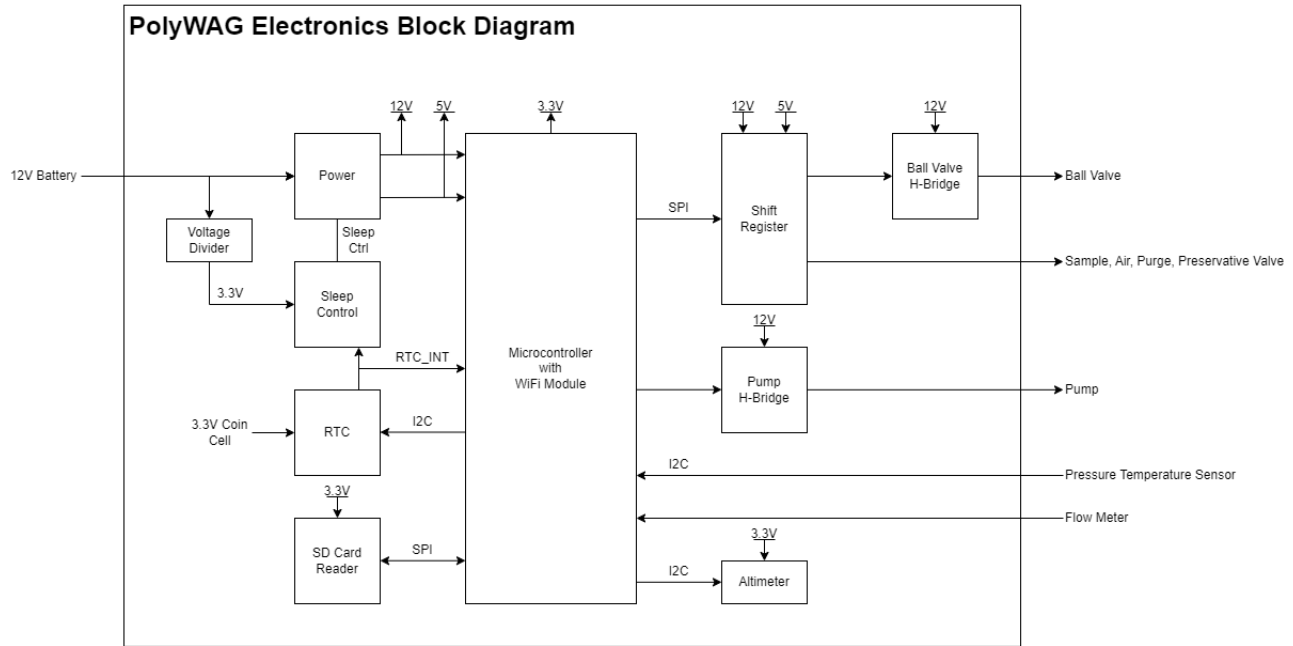 PolyWAG Electronics Block Diagram
12V
5V
3.3V
12V
5V
12V
12V Battery
Power
Ball Valve
H-Bridge
Ball Valve
Voltage
Divider
Sleep
Ctrl
SPI
Shift
Register
3.3V
Sleep
Control
Sample, Air, Purge, Preservative Valve
12V
RTC_INT
Microcontroller
with
WiFi Module
Pump
H-Bridge
Pump
3.3V Coin
Cell
RTC
I2C
I2C
Pressure Temperature Sensor
3.3V
Flow Meter
SD Card
Reader
SPI
3.3V
I2C
Altimeter